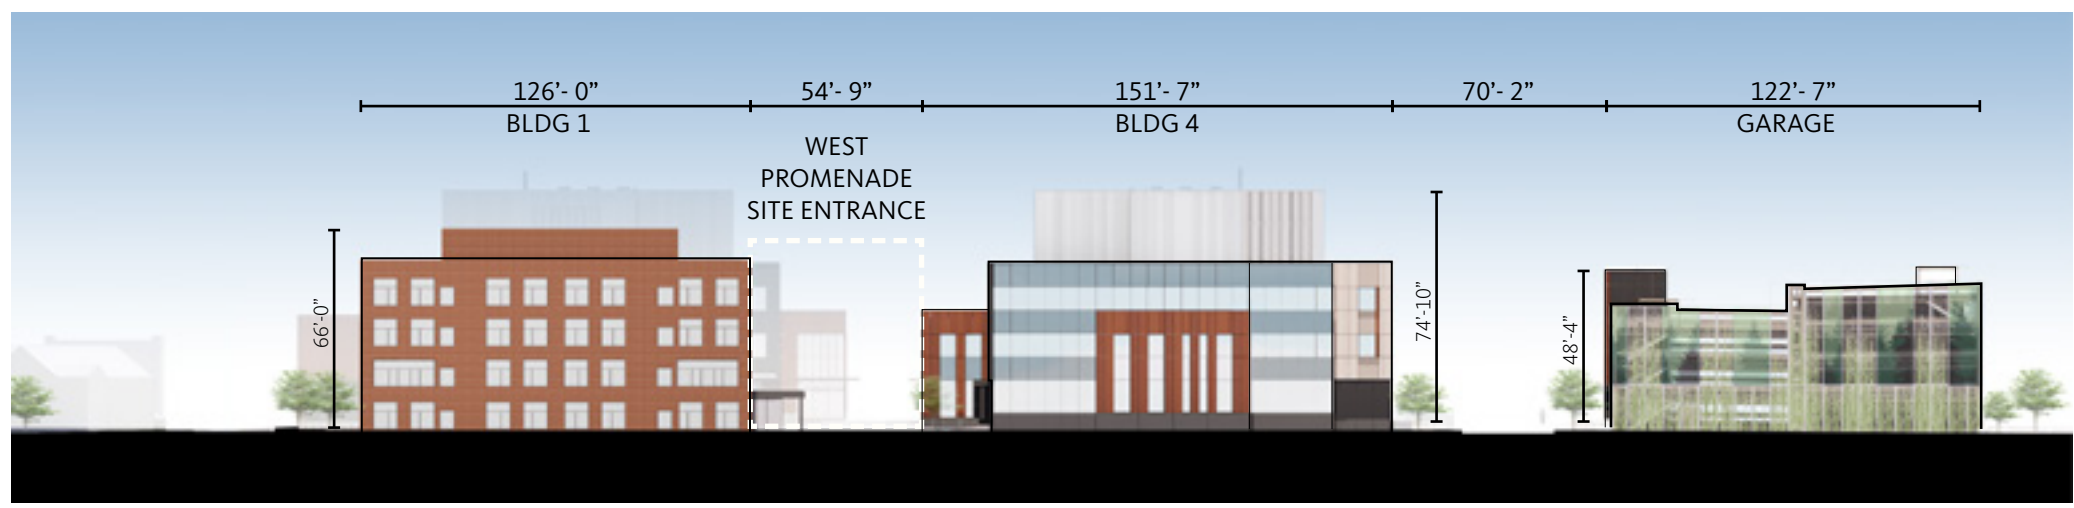 126’- 0”
54’- 9”
151’- 7”
70’- 2”
122’- 7”
BLDG 1
BLDG 4
GARAGE
WEST
PROMENADE
SITE ENTRANCE
66’-0”
74’-10”
48’-4”